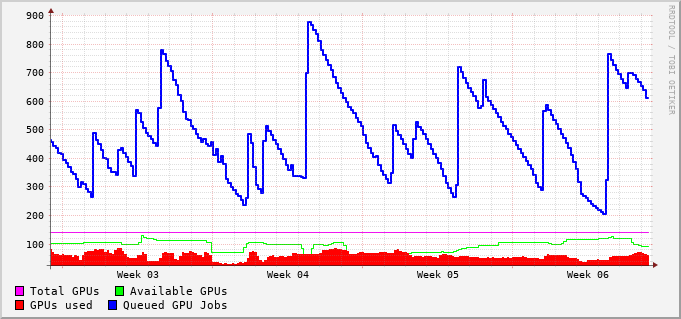 900
800
700
600
500
400
300
200
100
Week 03 Week 04 Week 05 Week 06
Total GPUs Available GPUs
GPUs used Queued GPU Jobs
RRDTOOL / TOBI OETIKER